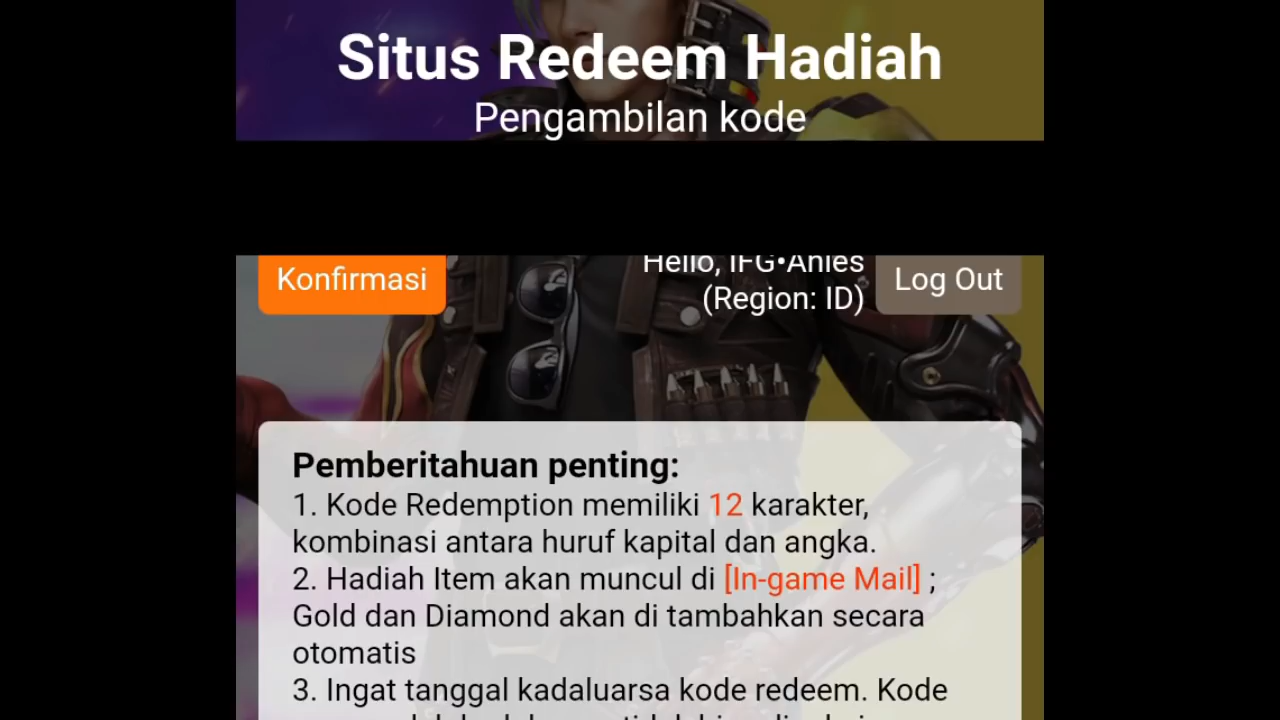 Situs Redeem Hadiah
Pengambilan kode
Konfirmasi
Hello, IFG•Anies
(Region: ID)
Log Out
Pemberitahuan penting:
1. Kode Redemption memiliki 12 karakter,
kombinasi antara huruf kapital dan angka.
2. Hadiah Item akan muncul di [In-game Mail] ;
Gold dan Diamond akan di tambahkan secara
otomatis
3. Ingat tanggal kadaluarsa kode redeem. Kode